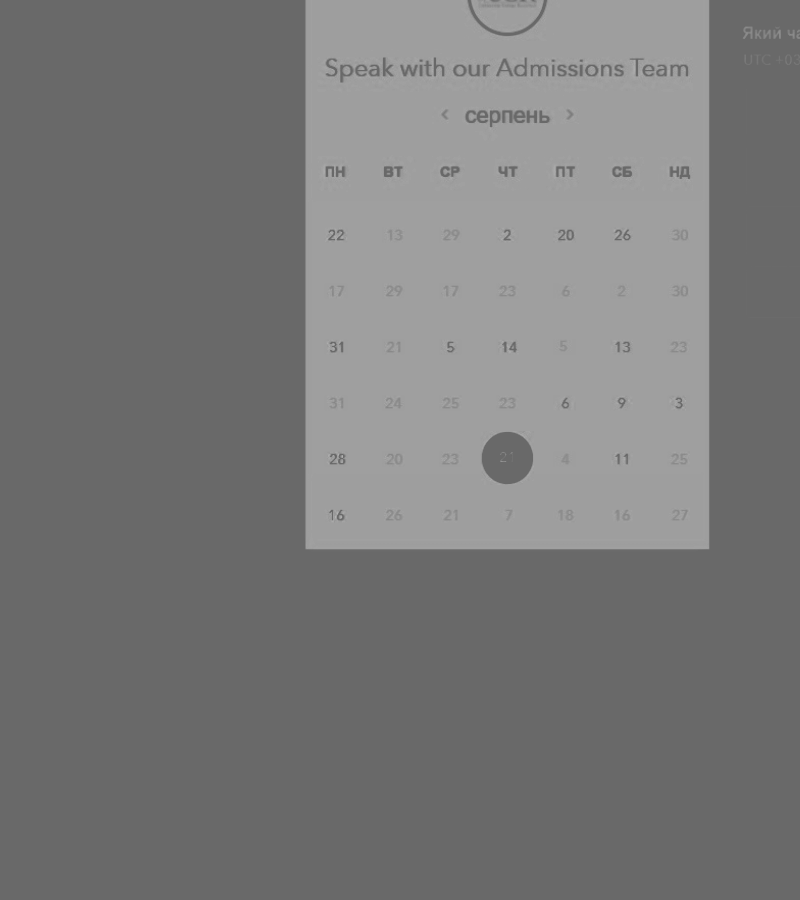 Speak with our Admissions Team
Який
UTC +03
< серпень >
ПН ВТ СР ЧТ ПТ СБ НД
22 13 29 2 20 26 30
17 29 17 23 6 2 30
31 21 5 14 5 13 23
31 24 25 23 6 9 3
28 20 23 21 4 11 25
16 26 21 7 18 16 27